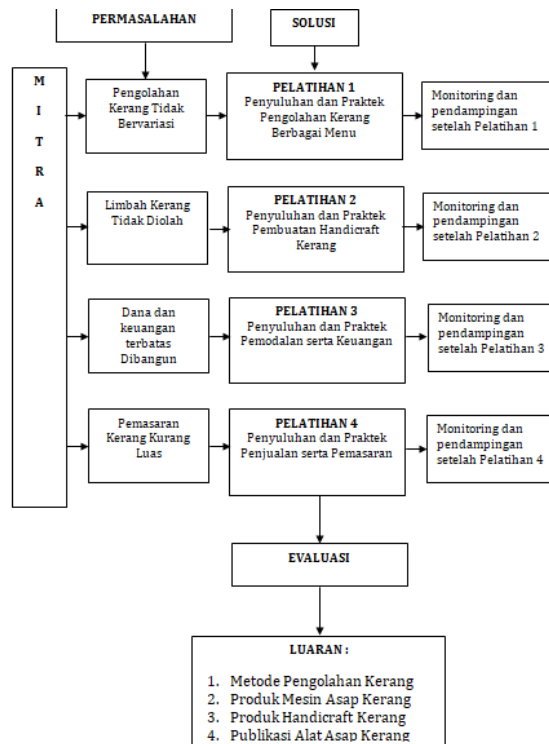 PERMASALAHAN
SOLUSI
M
I
T
R
A
Pengolahan
Kerang Tidak
Bervariasi
PELATIHAN 1
Penyuluhan dan Praktek
Pengolahan Kerang
Berbagai Menu
Monitoring dan
pendampingan
setelah Pelatihan 1
Limbah Kerang
Tidak Diolah
PELATIHAN 2
Penyuluhan dan Praktek
Pembuatan Handicraft
Kerang
Monitoring dan
pendampingan
setelah Pelatihan 2
Dana dan
keuangan
terbatas
Dibangun
PELATIHAN 3
Penyuluhan dan Praktek
Pemodalan serta Keuangan
Monitoring dan
pendampingan
setelah Pelatihan 3
Pemasaran
Kerang Kurang
Luas
PELATIHAN 4
Penyuluhan dan Praktek
Penjualan serta Pemasaran
Monitoring dan
pendampingan
setelah Pelatihan 4
EVALUASI
LUARAN :
1. Metode Pengolahan Kerang
2. Produk Mesin Asap Kerang
3. Produk Handicraft Kerang
4. Publikasi Alat Asap Kerang